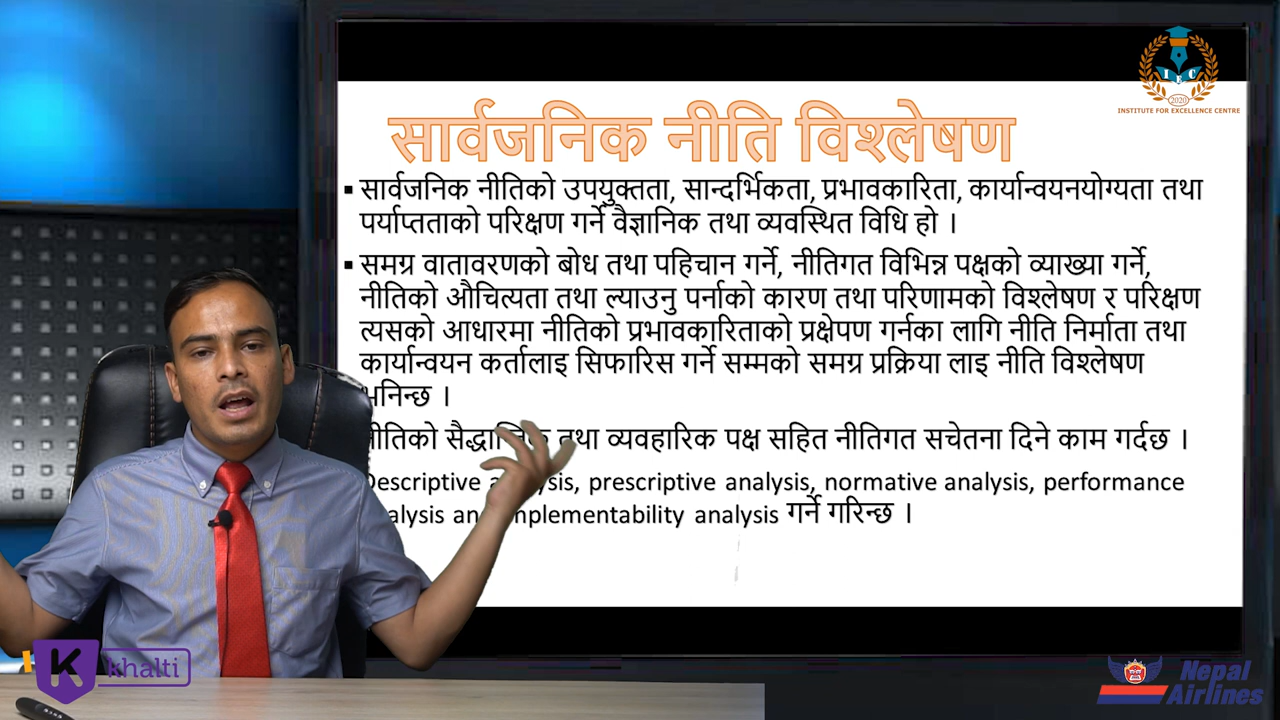 I E C
2020
INSTITUTE FOR EXCELLENCE CENTRE
सार्वजनिक नीति विश्लेषण
▪ सार्वजनिक नीतिको उपयुक्तता, सान्दर्भिकता, प्रभावकारिता, कार्यान्वयनयोग्यता तथा
पर्याप्तताको परिक्षण गर्ने वैज्ञानिक तथा व्यवस्थित विधि हो ।
▪ समग्र वातावरणको बोध तथा पहिचान गर्ने, नीतिगत विभिन्न पक्षको व्याख्या गर्ने,
नीतिको औचित्यता तथा ल्याउनु पर्नाको कारण तथा परिणामको विश्लेषण र परिक्षण
त्यसको आधारमा नीतिको प्रभावकारिताको प्रक्षेपण गर्नका लागि नीति निर्माता तथा
कार्यान्वयन कर्तालाइ सिफारिस गर्ने सम्मको समग्र प्रक्रिया लाइ नीति विश्लेषण
भनिन्छ ।
तथा व्यवहारिक पक्ष सहित नीतिगत सचेतना दिने काम गर्दछ ।
Descriptive prescriptive analysis, normative analysis, performance
analysis गर्ने गरिन्छ ।
K khalti
Nepal
Airlines